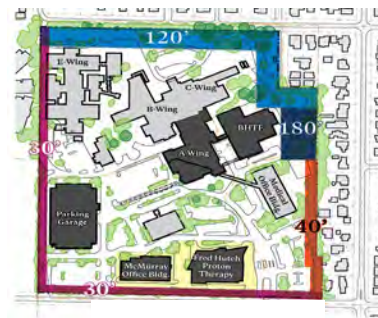 120'
E-Wing
C-Wing
B-Wing
BHTF
180'
A-Wing
30'
Medical
Office Bldg.
Parking
Garage
40'
Fred Hutch
Proton
Therapy
McMurray
Office Bldg.
30'